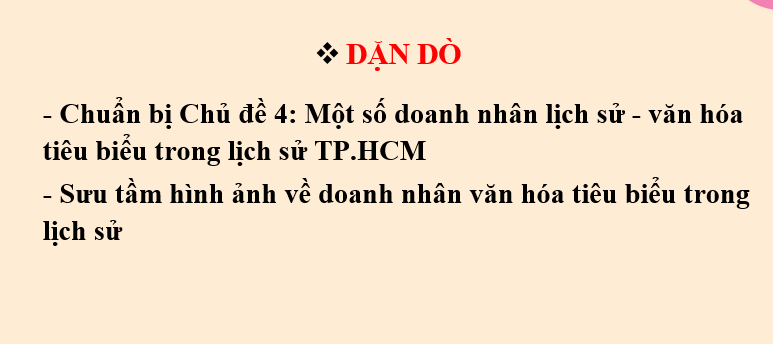 ❖ DẶN DÒ
- Chuẩn bị Chủ đề 4: Một số doanh nhân lịch sử - văn hóa
tiêu biểu trong lịch sử TP.HCM
- Sưu tầm hình ảnh về doanh nhân văn hóa tiêu biểu trong
lịch sử